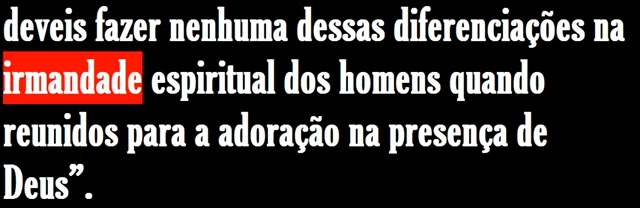 deveis fazer nenhuma dessas diferenciações na
irmandade espiritual dos homens quando
reunidos para a adoração na presença de
Deus”.